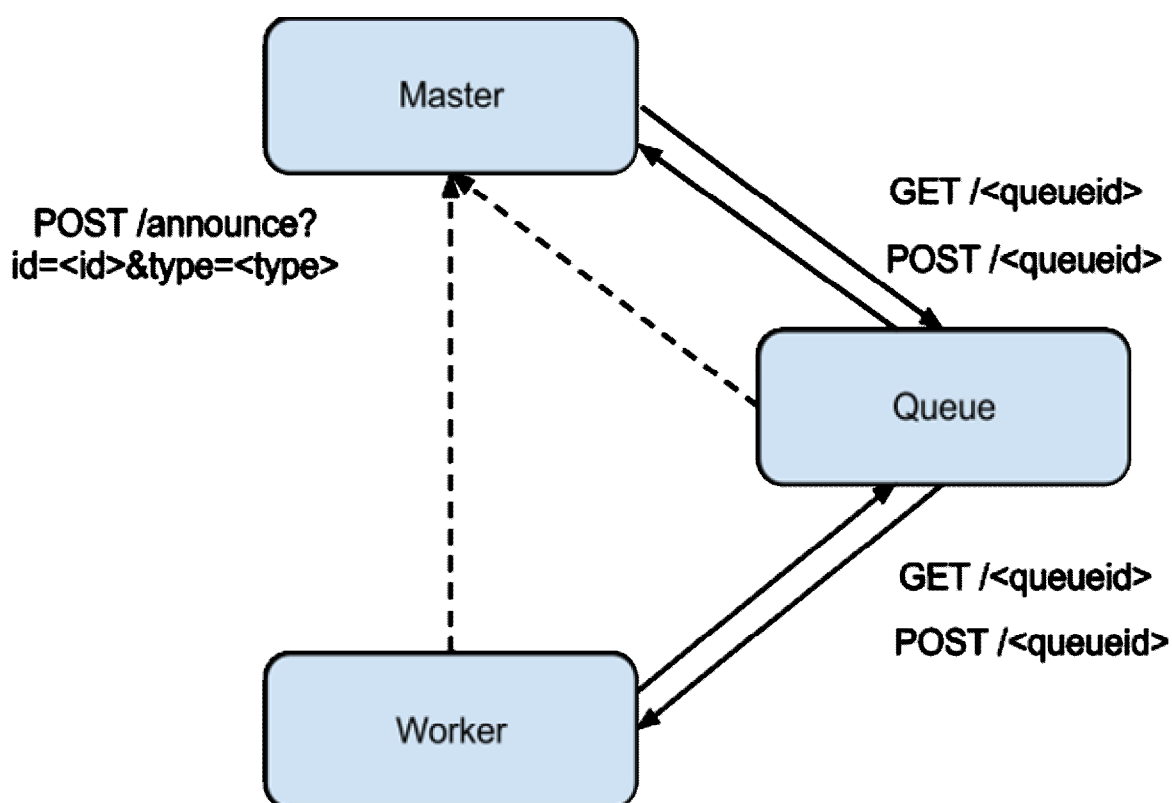 Master
GET /<queueid>
POST /announce?
id=<id>&type=<type>
POST /<queueid>
Queue
GET /<queueid>
POST /<queueid>
Worker